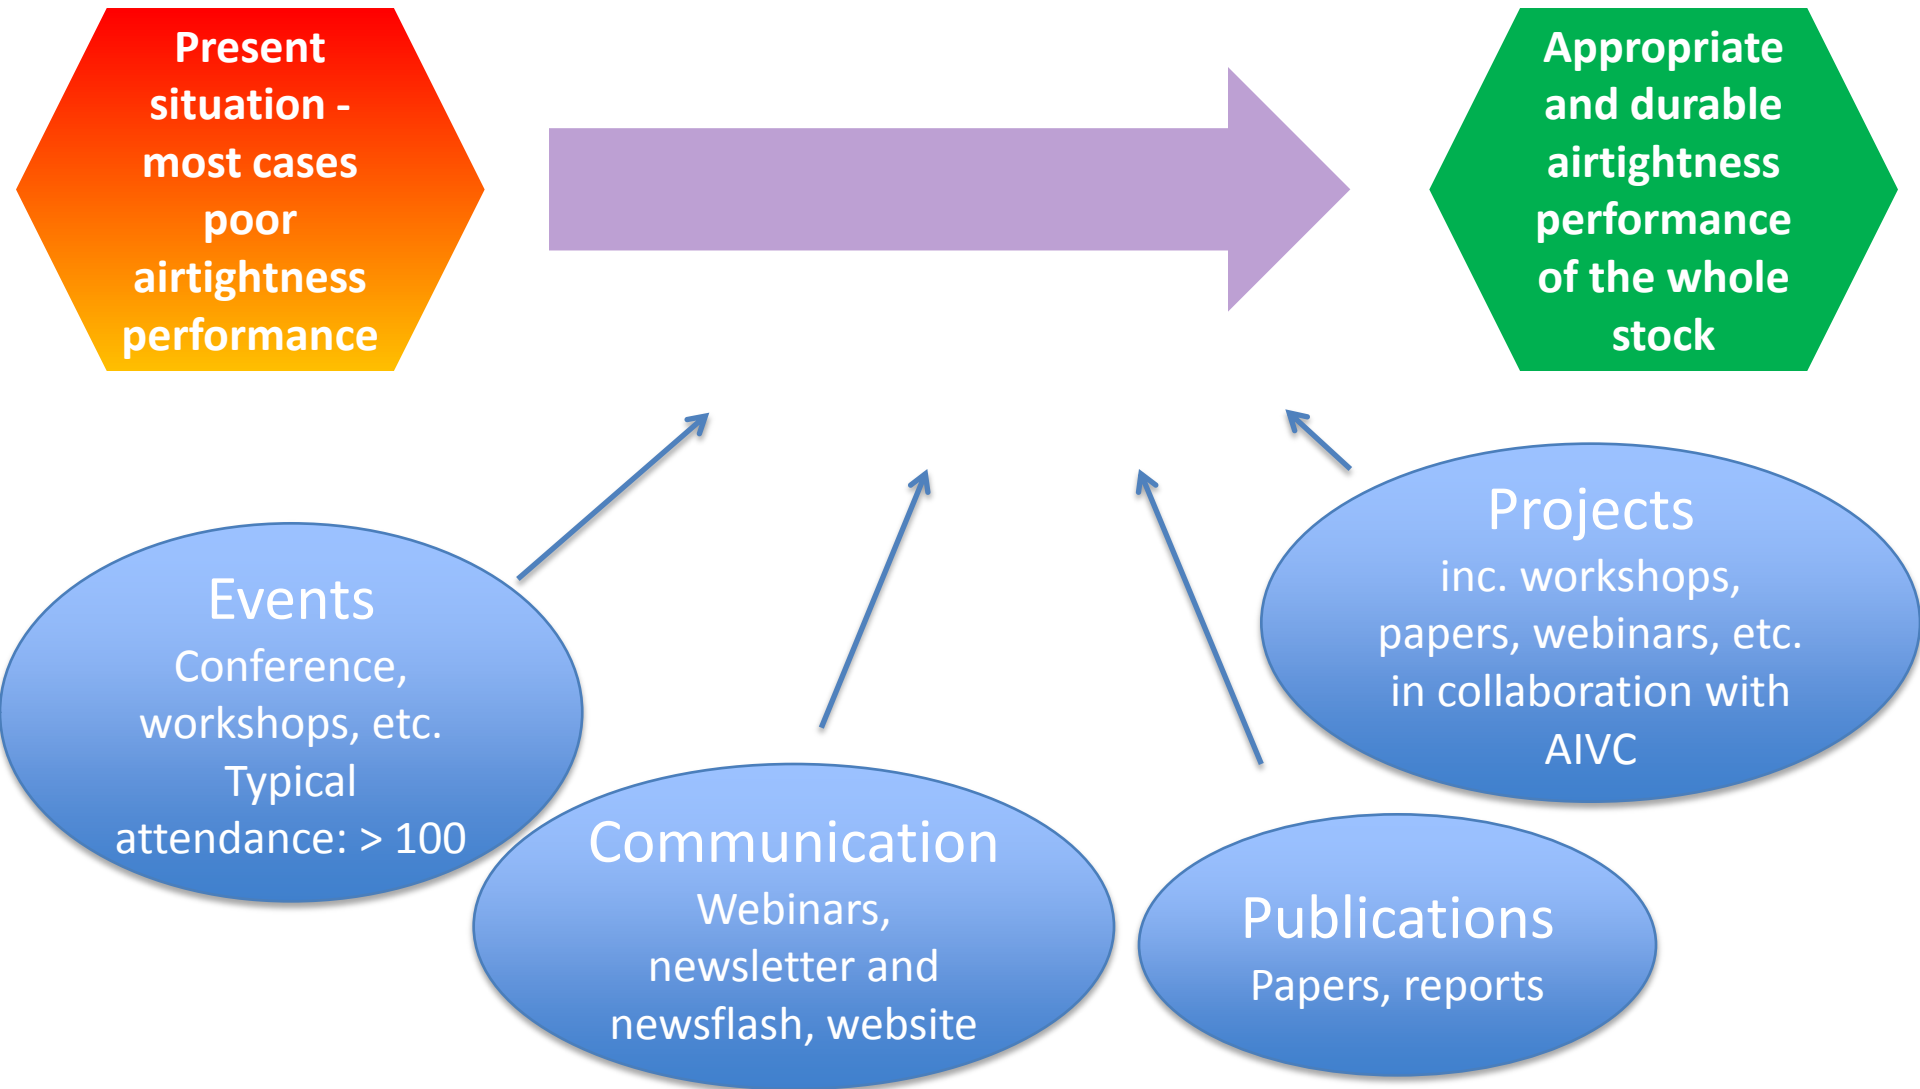 Present
situation -
most cases
poor
airtightness
performance
Appropriate
and durable
airtightness
performance
of the whole
stock
Events
Conference,
workshops, etc.
Typical
attendance: > 100
Communication
Webinars,
newsletter and
newsflash, website
Publications
Papers, reports
Projects
inc. workshops,
papers, webinars, etc.
in collaboration with
AIVC